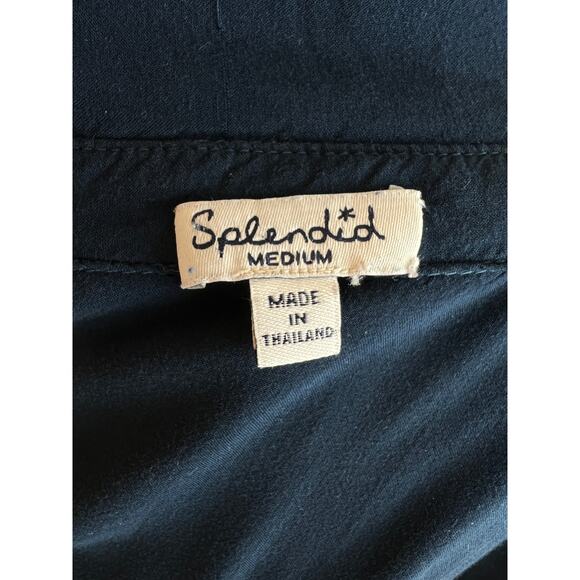 Splendid
MEDIUM
MADE
IN
THAILAND